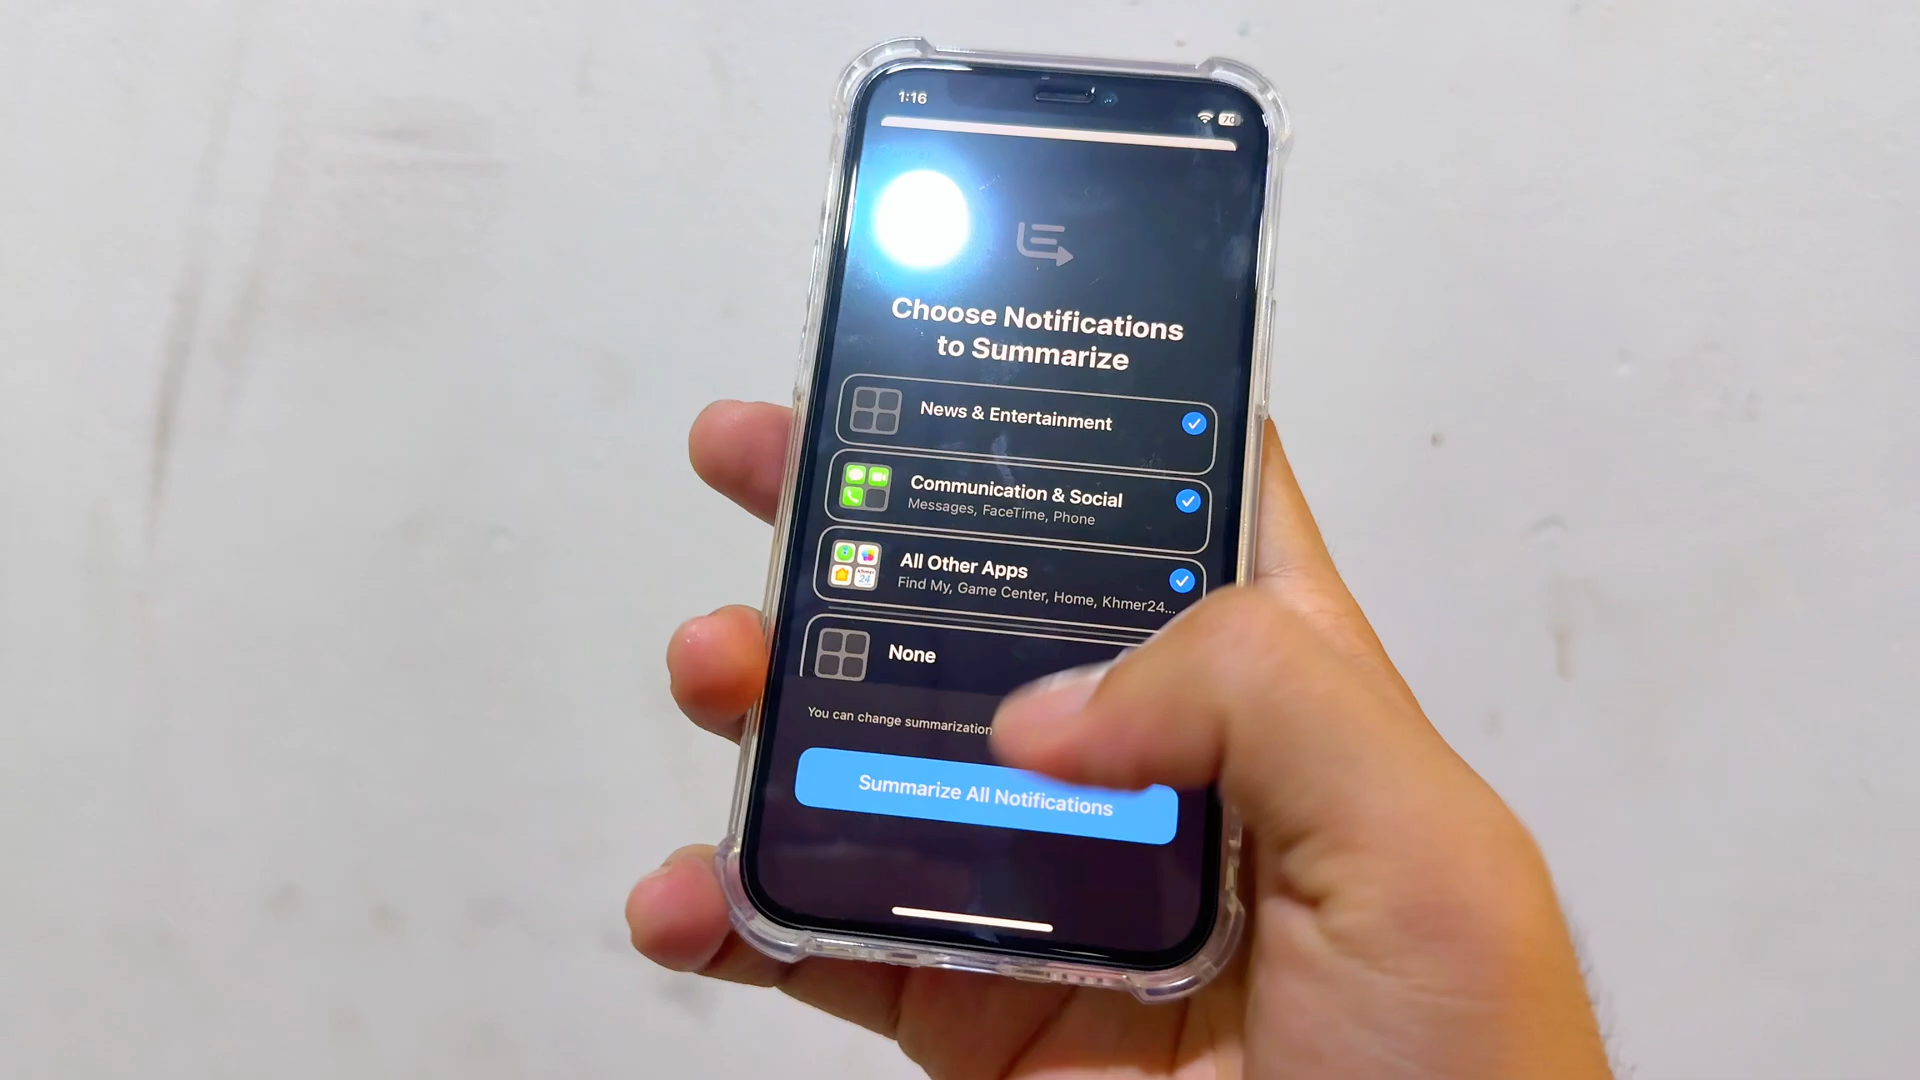 1:16
70
Choose Notifications
to Summarize
News & Entertainment
Communication & Social
Messages, FaceTime, Phone
All Other Apps
Find My, Game Center, Home, Khmer24...
None
You can change summarization
Summarize All Notifications